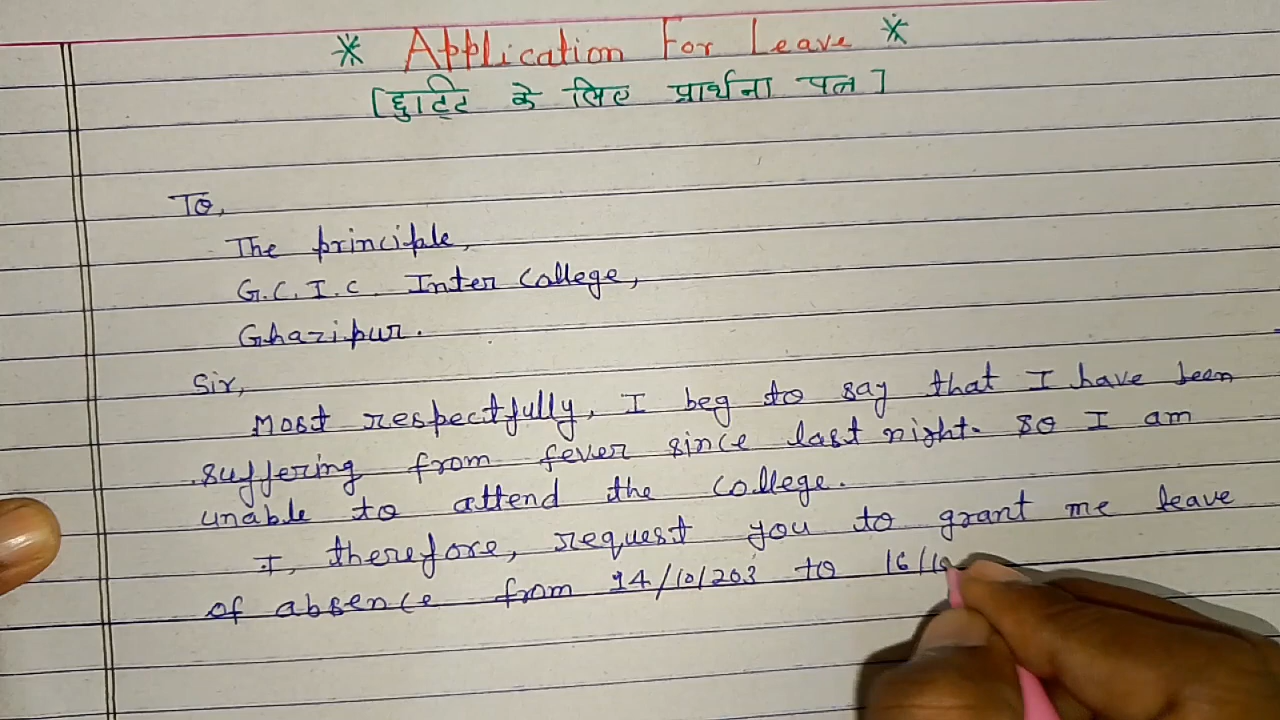 * Application For Leave *
[छुट्टि के लिए प्रार्थना पत्र]
To,
The principle,
G.C.I.C. Inter College,
Ghazipur.
Sir,
Most respectfully, I beg to say that I have been
suffering from fever since last night. so I am
unable to attend the college.
I, therefore, request you to grant me leave
of absence from 14/10/203 to 16/10